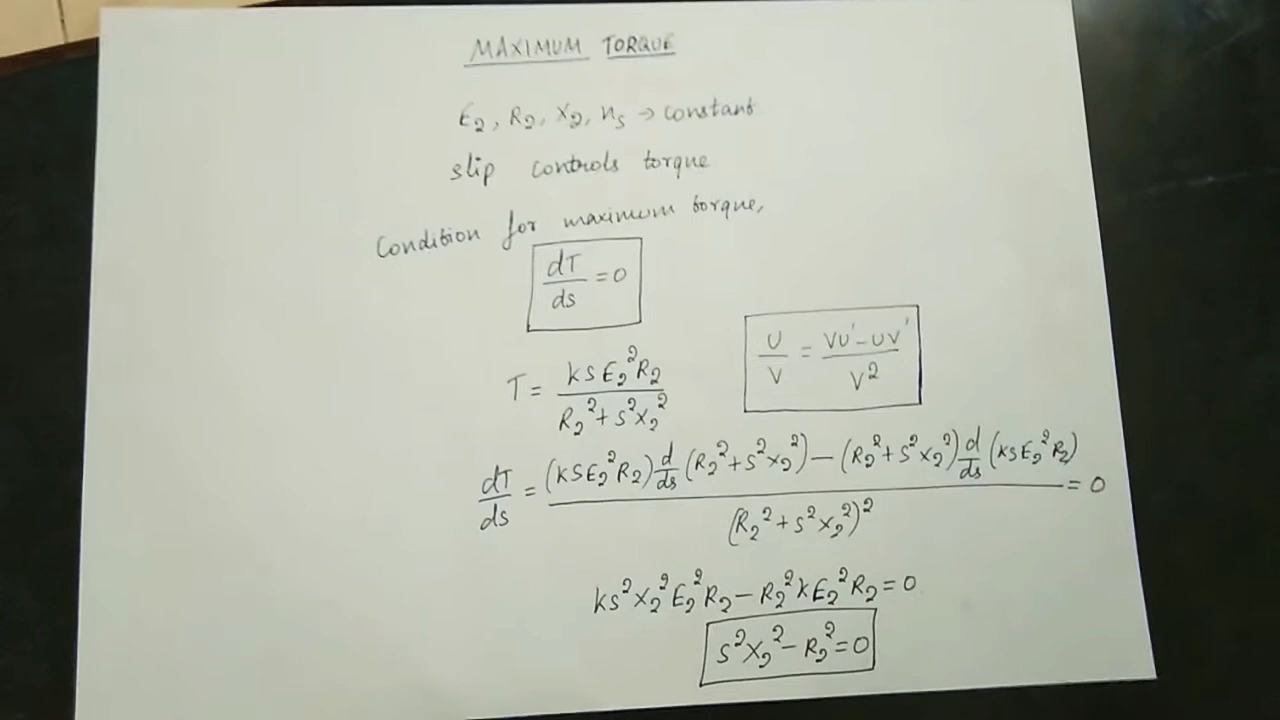 MAXIMUM TORQUE
E₂, R₂, X₂, nₛ → constant
slip controls torque
Condition for maximum torque,
dT/ds = 0
U/V = (VU' - UV')/V²
T = KSE₂²R₂/(R₂² + S²X₂²)
dT/ds = ((KSE₂²R₂) d/ds (R₂² + S²X₂²) - (R₂² + S²X₂²) d/ds (KSE₂²R₂))/(R₂² + S²X₂²)² = 0
KS²X₂²E₂²R₂ - R₂²KE₂²R₂ = 0
S²X₂² - R₂² = 0